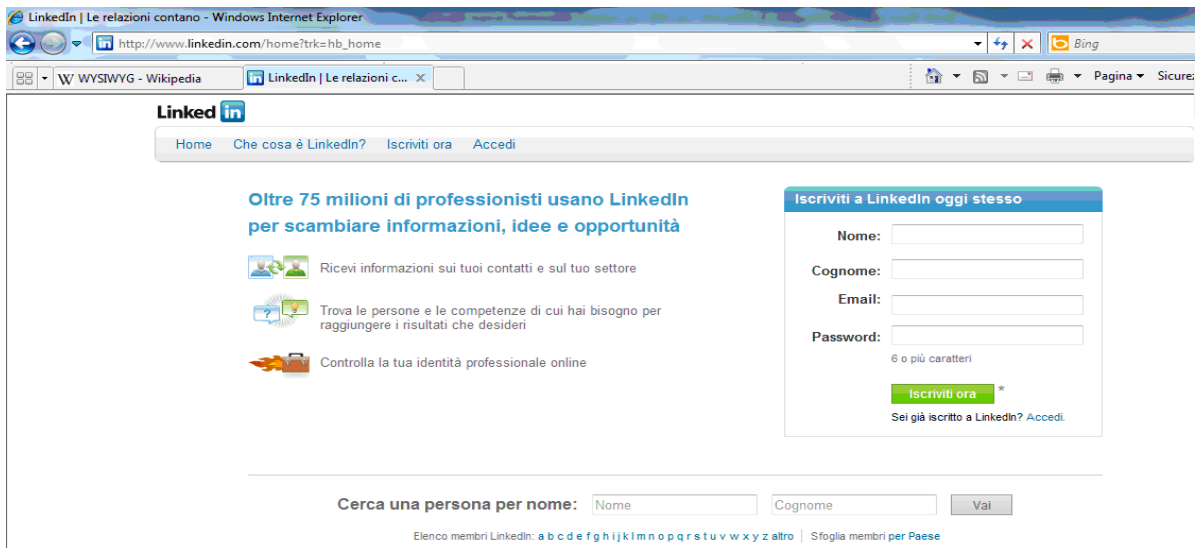 LinkedIn | Le relazioni contano - Windows Internet Explorer
http://www.linkedin.com/home?trk=hb_home
Bing
WYSIWYG - Wikipedia
LinkedIn | Le relazioni c...
Pagina
Linked in
Home Che cosa è LinkedIn? Iscriviti ora Accedi
Oltre 75 milioni di professionisti usano LinkedIn
per scambiare informazioni, idee e opportunità
Ricevi informazioni sui tuoi contatti e sul tuo settore
Trova le persone e le competenze di cui hai bisogno per
raggiungere i risultati che desideri
Controlla la tua identità professionale online
Iscriviti a LinkedIn oggi stesso
Nome:
Cognome:
Email:
Password:
6 o più caratteri
Iscriviti ora *
Sei già iscritto a LinkedIn? Accedi.
Cerca una persona per nome: Nome Cognome Vai
Elenco membri LinkedIn: a b c d e f g h i j k l m n o p q r s t u v w x y z altro | Sfoglia membri per Paese